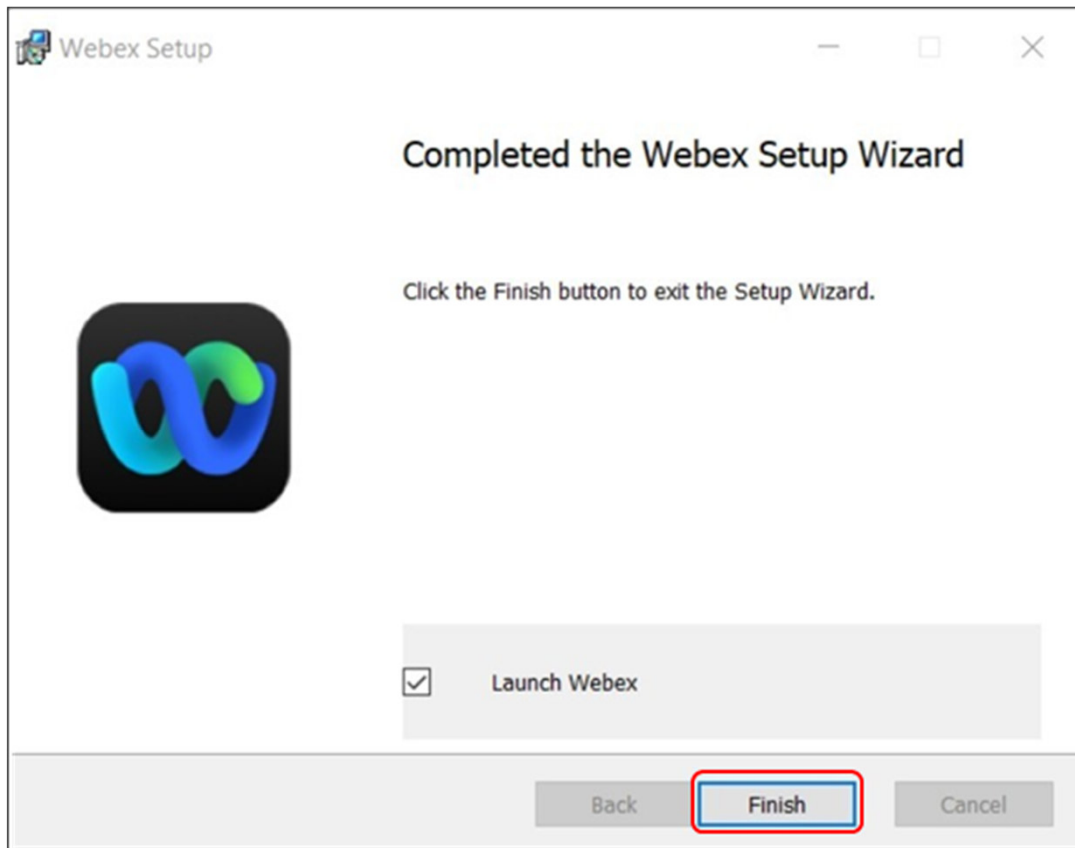 Webex Setup
Completed the Webex Setup Wizard
Click the Finish button to exit the Setup Wizard.
Launch Webex
Back Finish Cancel